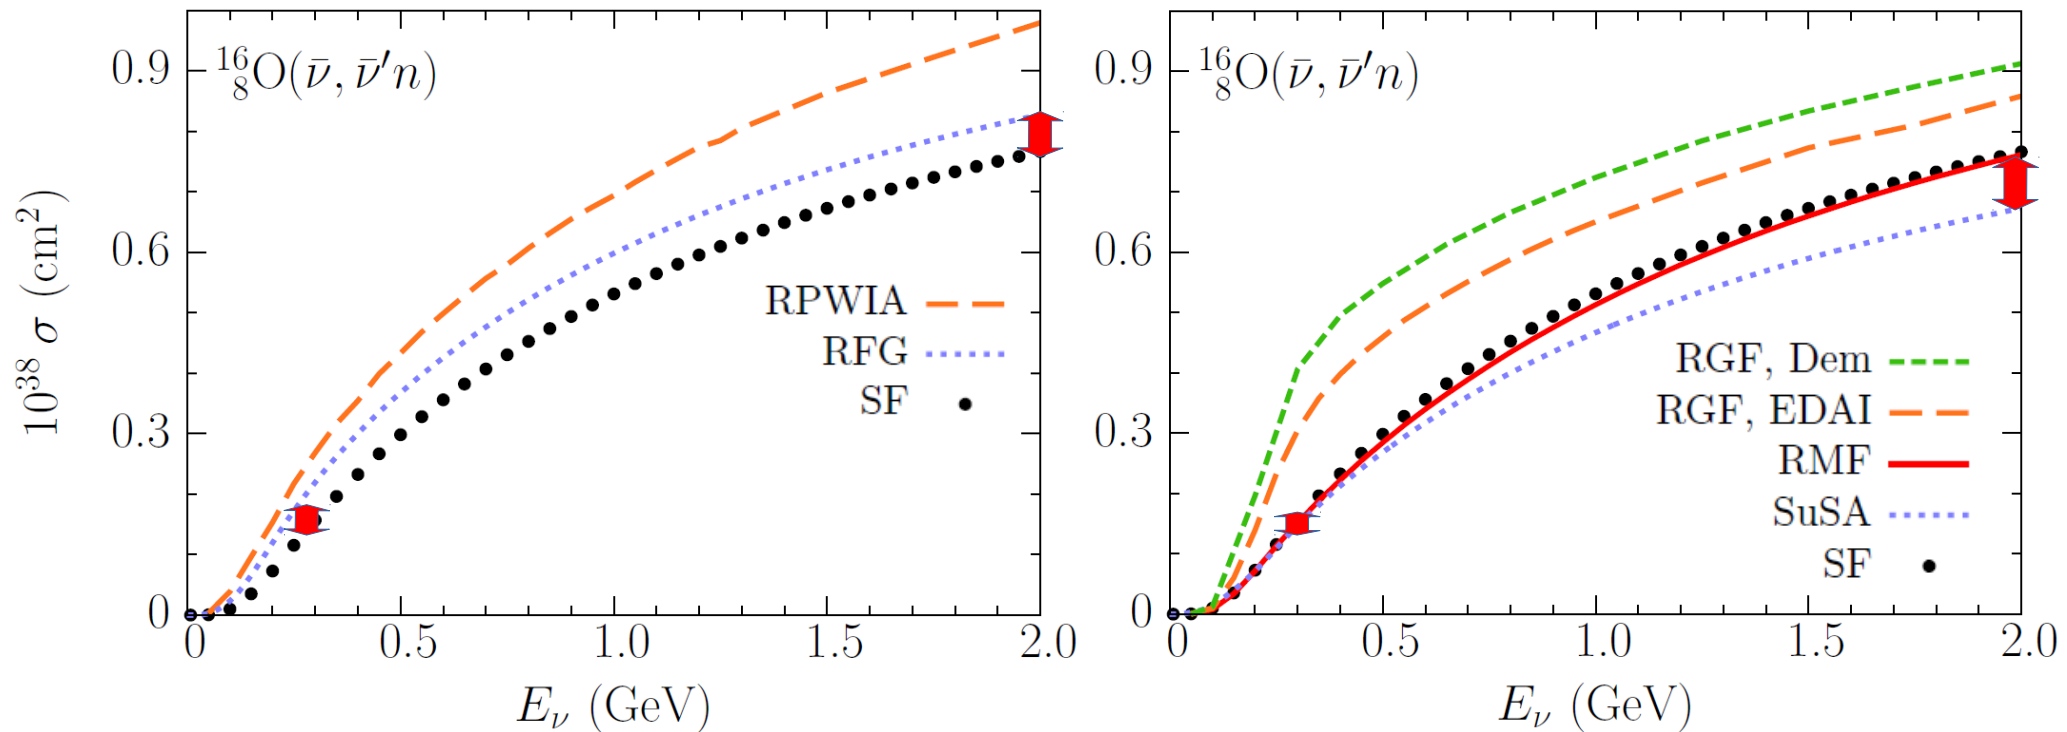 10³⁸ σ (cm²)
0.9
0.6
0.3
0
¹⁶₈O(ν̄, ν̄′n)
RPWIA
RFG
SF
0 0.5 1.0 1.5 2.0
E_ν (GeV)
0.9
0.6
0.3
0
¹⁶₈O(ν̄, ν̄′n)
RGF, Dem
RGF, EDAI
RMF
SuSA
SF
0 0.5 1.0 1.5 2.0
E_ν (GeV)